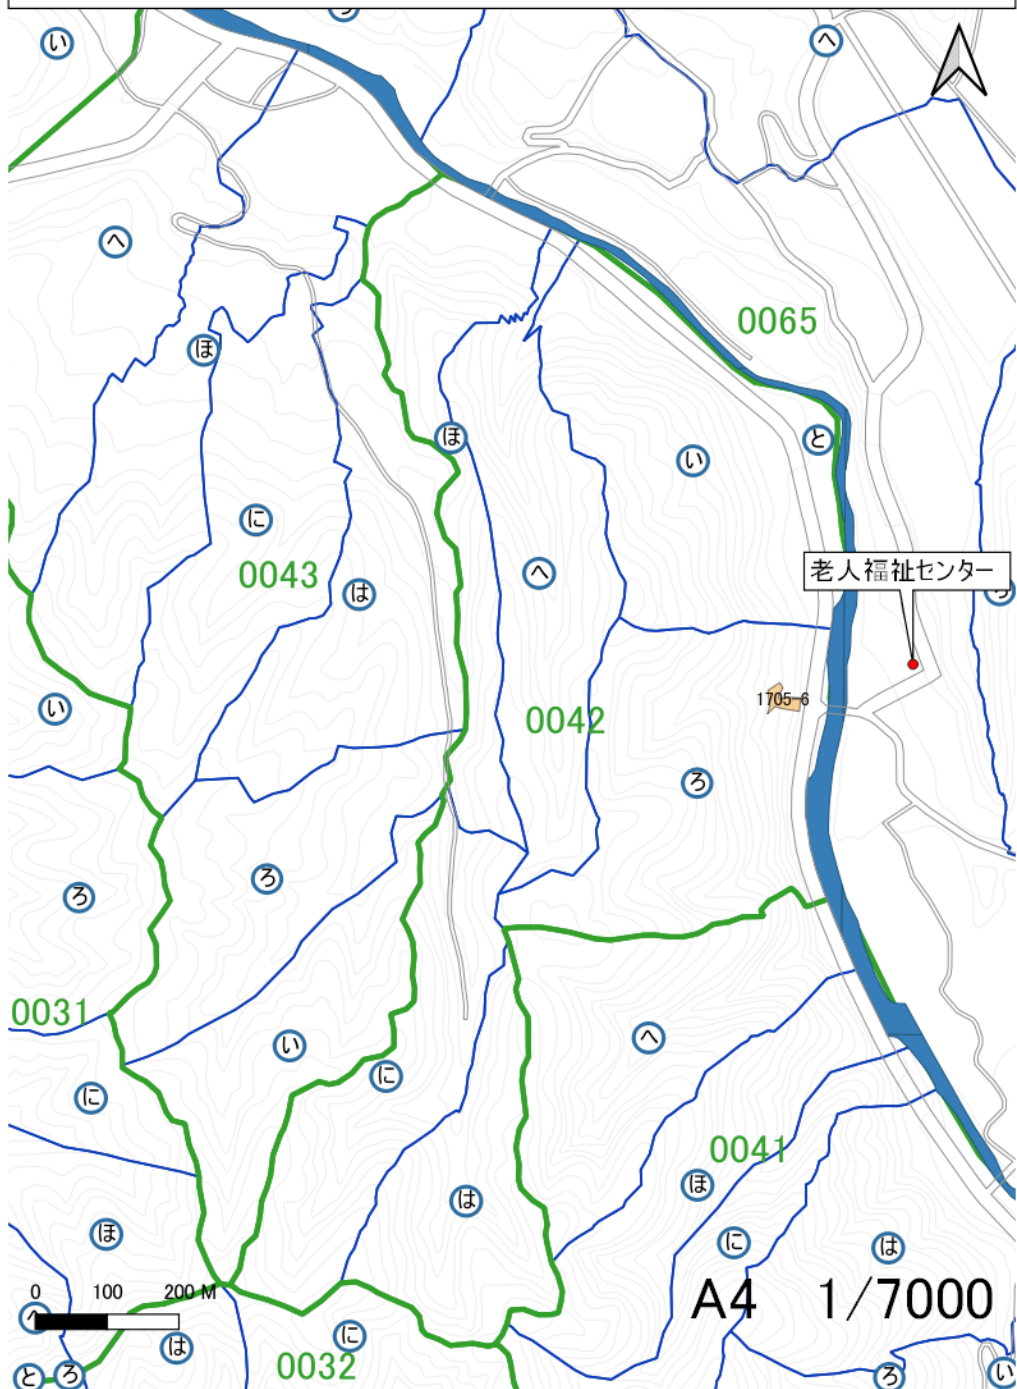 い
う
へ
へ
0065
ほ
ほ
と
い
に
0043
へ
老人福祉センター
は
ろ
い
1705-6
0042
ろ
ろ
ろ
0031
い
へ
に
に
0041
ほ
は
ほ
に
は
0 100 200 M
A4 1/7000
へ
に
は
0032
と
ろ
ろ
い